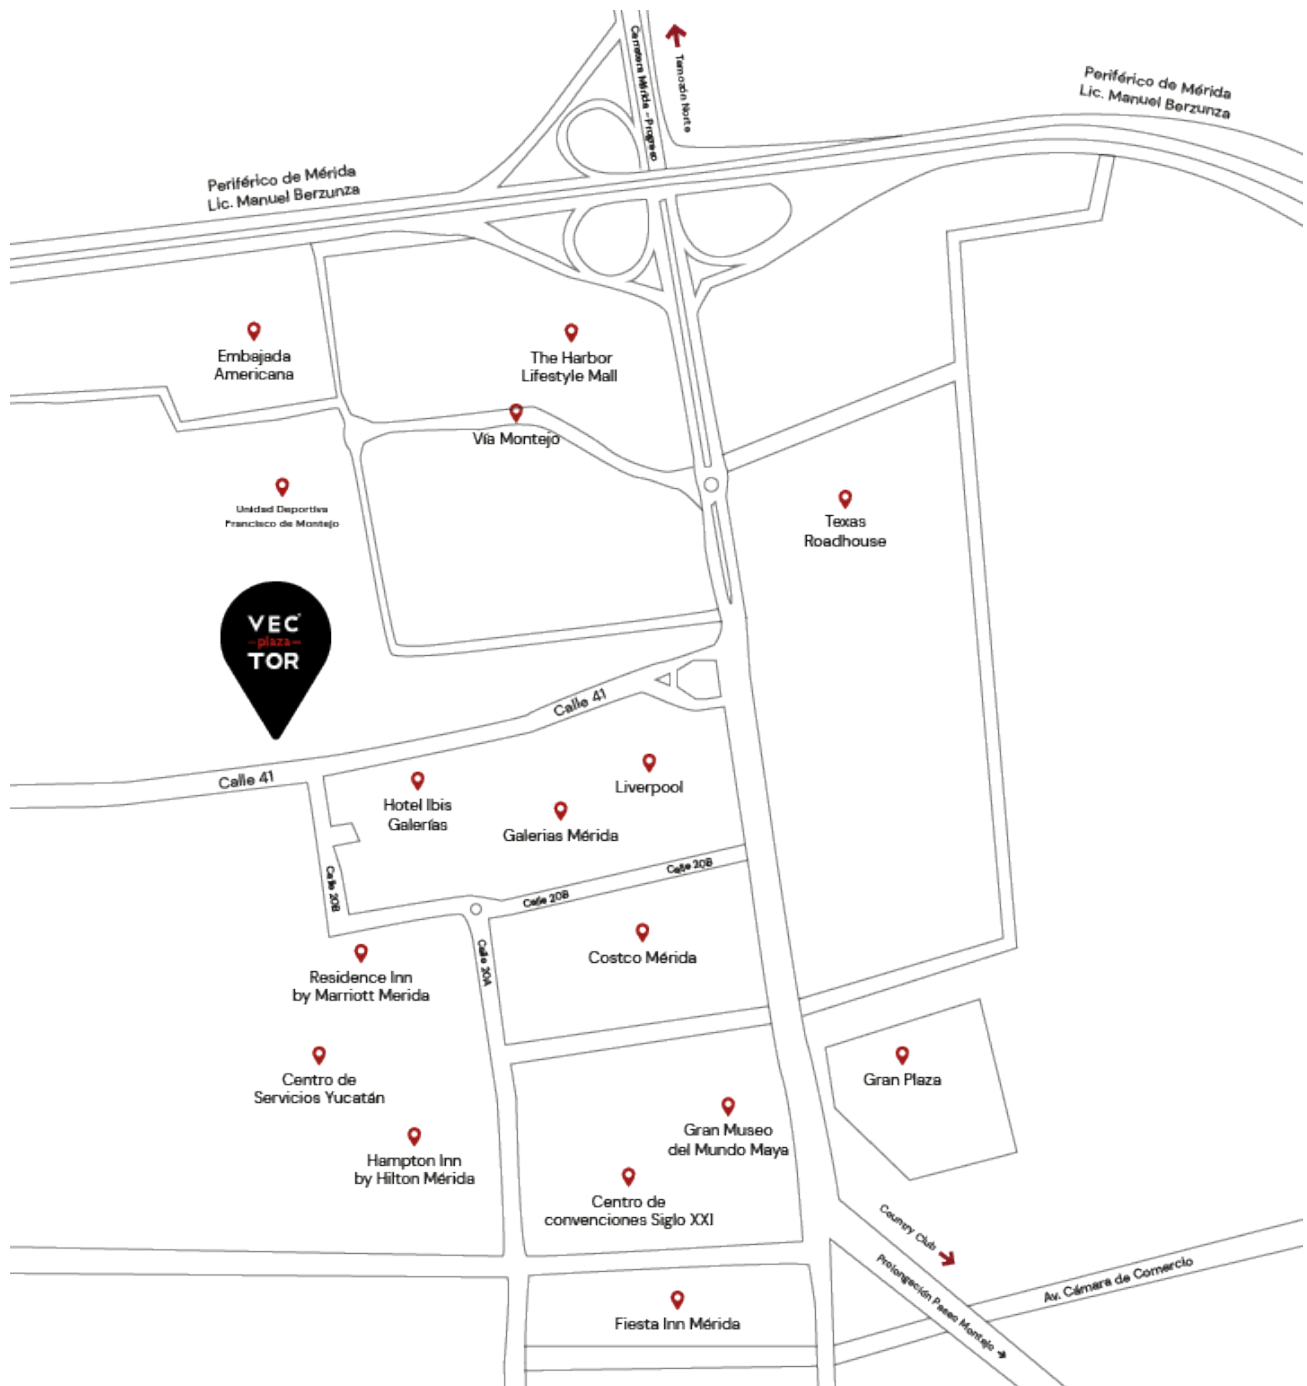 Carretera Mérida - Progreso
Temozón Norte
Periférico de Mérida
Lic. Manuel Berzunza
Periférico de Mérida
Lic. Manuel Berzunza
Embajada
Americana
The Harbor
Lifestyle Mall
Vía Montejo
Unidad Deportiva
Francisco de Montejo
Texas
Roadhouse
VEC
plaza
TOR
Calle 41
Calle 41
Liverpool
Hotel Ibis
Galerías
Galerias Mérida
Calle 20B
Calle 20B
Calle 20B
Calle 20A
Costco Mérida
Residence Inn
by Marriott Merida
Centro de
Servicios Yucatán
Gran Plaza
Gran Museo
del Mundo Maya
Hampton Inn
by Hilton Mérida
Centro de
convenciones Siglo XXI
Country Club
Prolongación Paseo Montejo
Av. Cámara de Comercio
Fiesta Inn Mérida